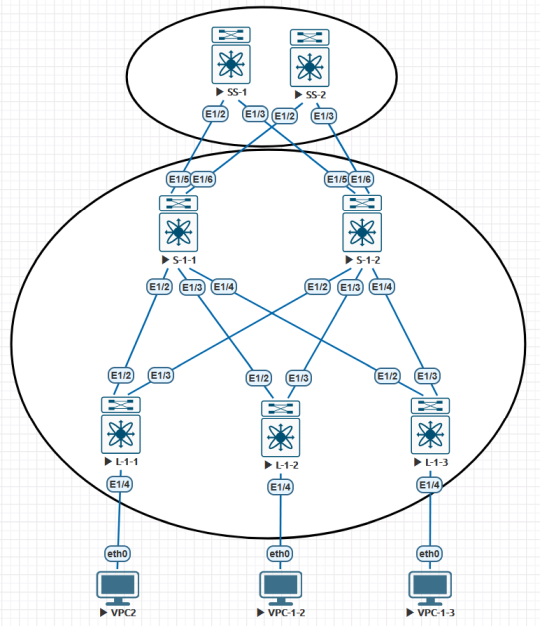 SS-1
SS-2
E1/2 E1/3 E1/2 E1/3
E1/5 E1/6 E1/5 E1/6
S-1-1 S-1-2
E1/2 E1/3 E1/4 E1/2 E1/3 E1/4
E1/2 E1/3 E1/2 E1/3 E1/2 E1/3
L-1-1 L-1-2 L-1-3
E1/4 E1/4 E1/4
eth0 eth0 eth0
VPC2 VPC-1-2 VPC-1-3